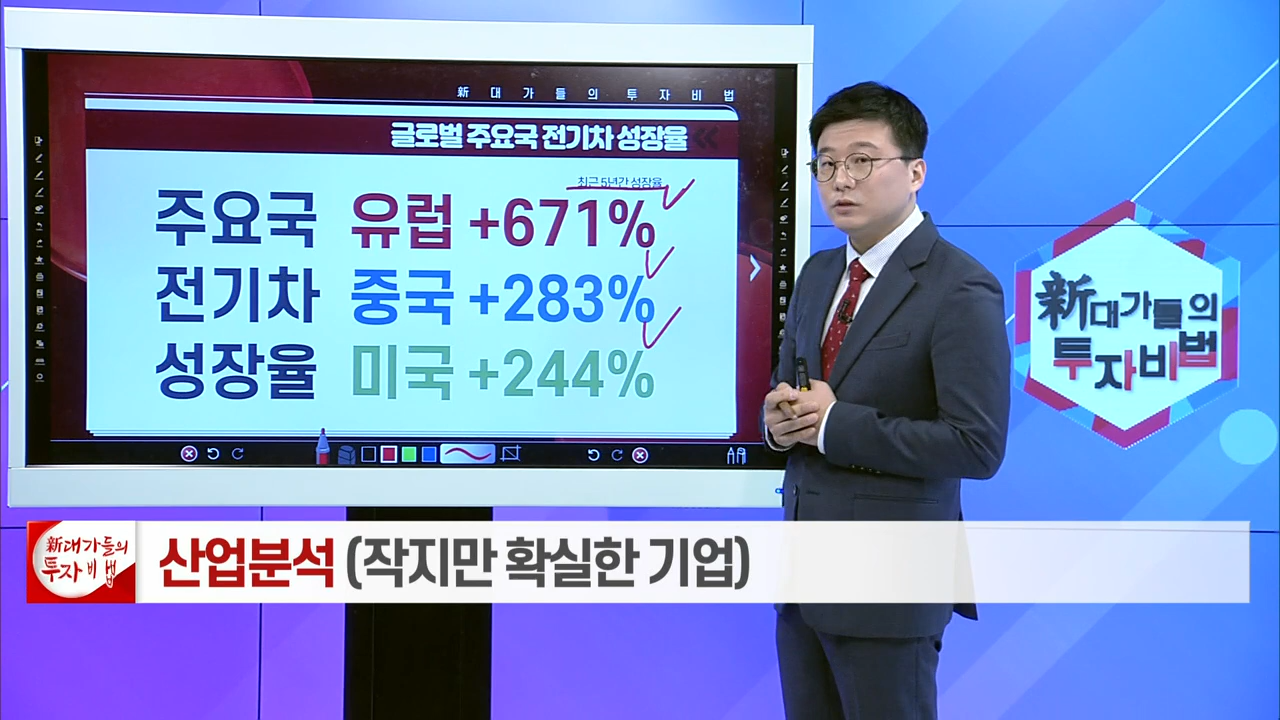 新대가들의투자비법
글로벌 주요국 전기차 성장율
최근 5년간 성장율
주요국 유럽 +671%
전기차 중국 +283%
성장율 미국 +244%
新대가들의
투자비법
新대가들의
투자비법
산업분석 (작지만 확실한 기업)